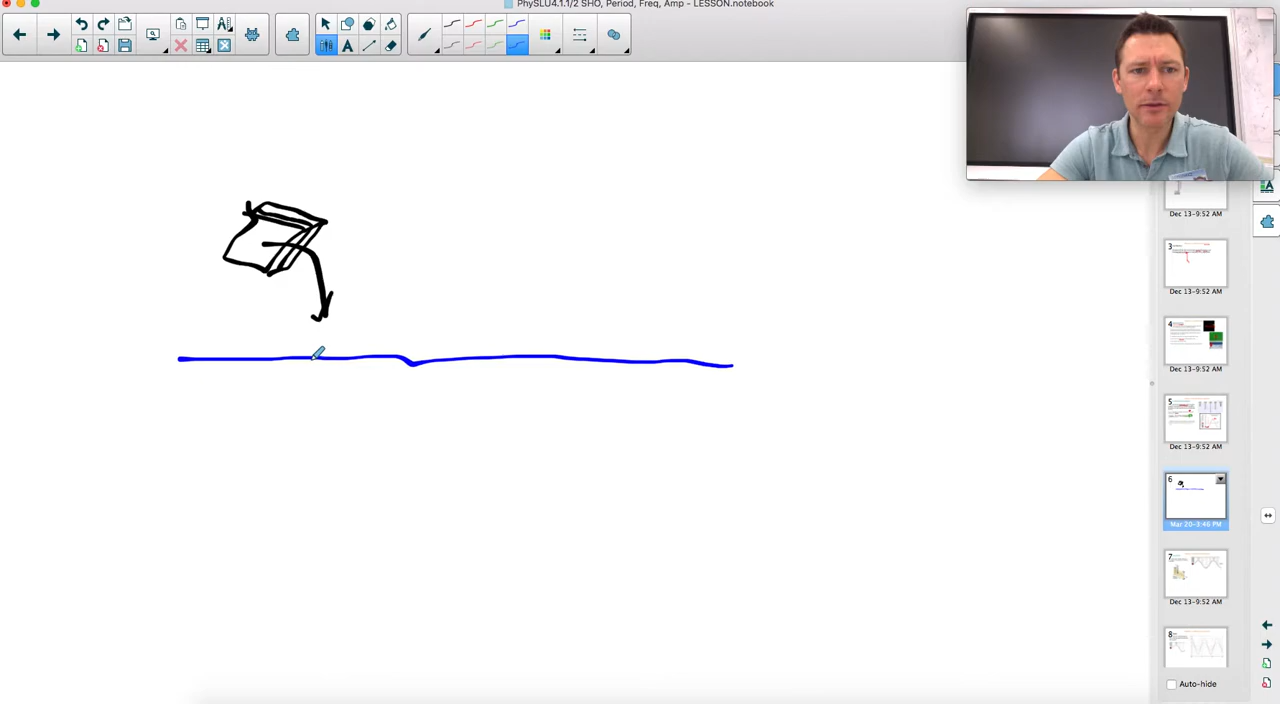 PhySLU4.1.1/2 SHO, Period, Freq, Amp - LESSON.notebook
A
A
A
Dec 13-9:52 AM
3
Dec 13-9:52 AM
4
Dec 13-9:52 AM
5
Dec 13-9:52 AM
6
Mar 20-3:46 PM
7
Dec 13-9:52 AM
8
Auto-hide